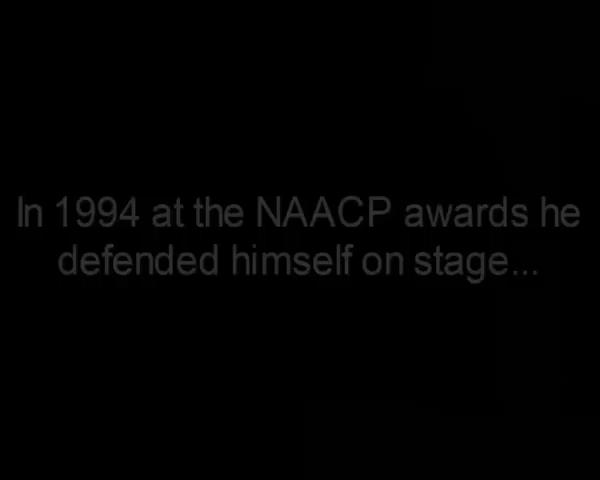 In 1994 at the NAACP awards he
defended himself on stage...